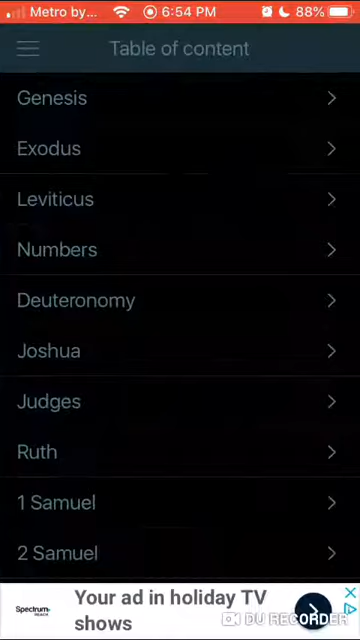 Metro by... 6:54 PM 88%
Table of content
Genesis
Exodus
Leviticus
Numbers
Deuteronomy
Joshua
Judges
Ruth
1 Samuel
2 Samuel
Spectrum REACH
Your ad in holiday TV
shows
DU RECORDER